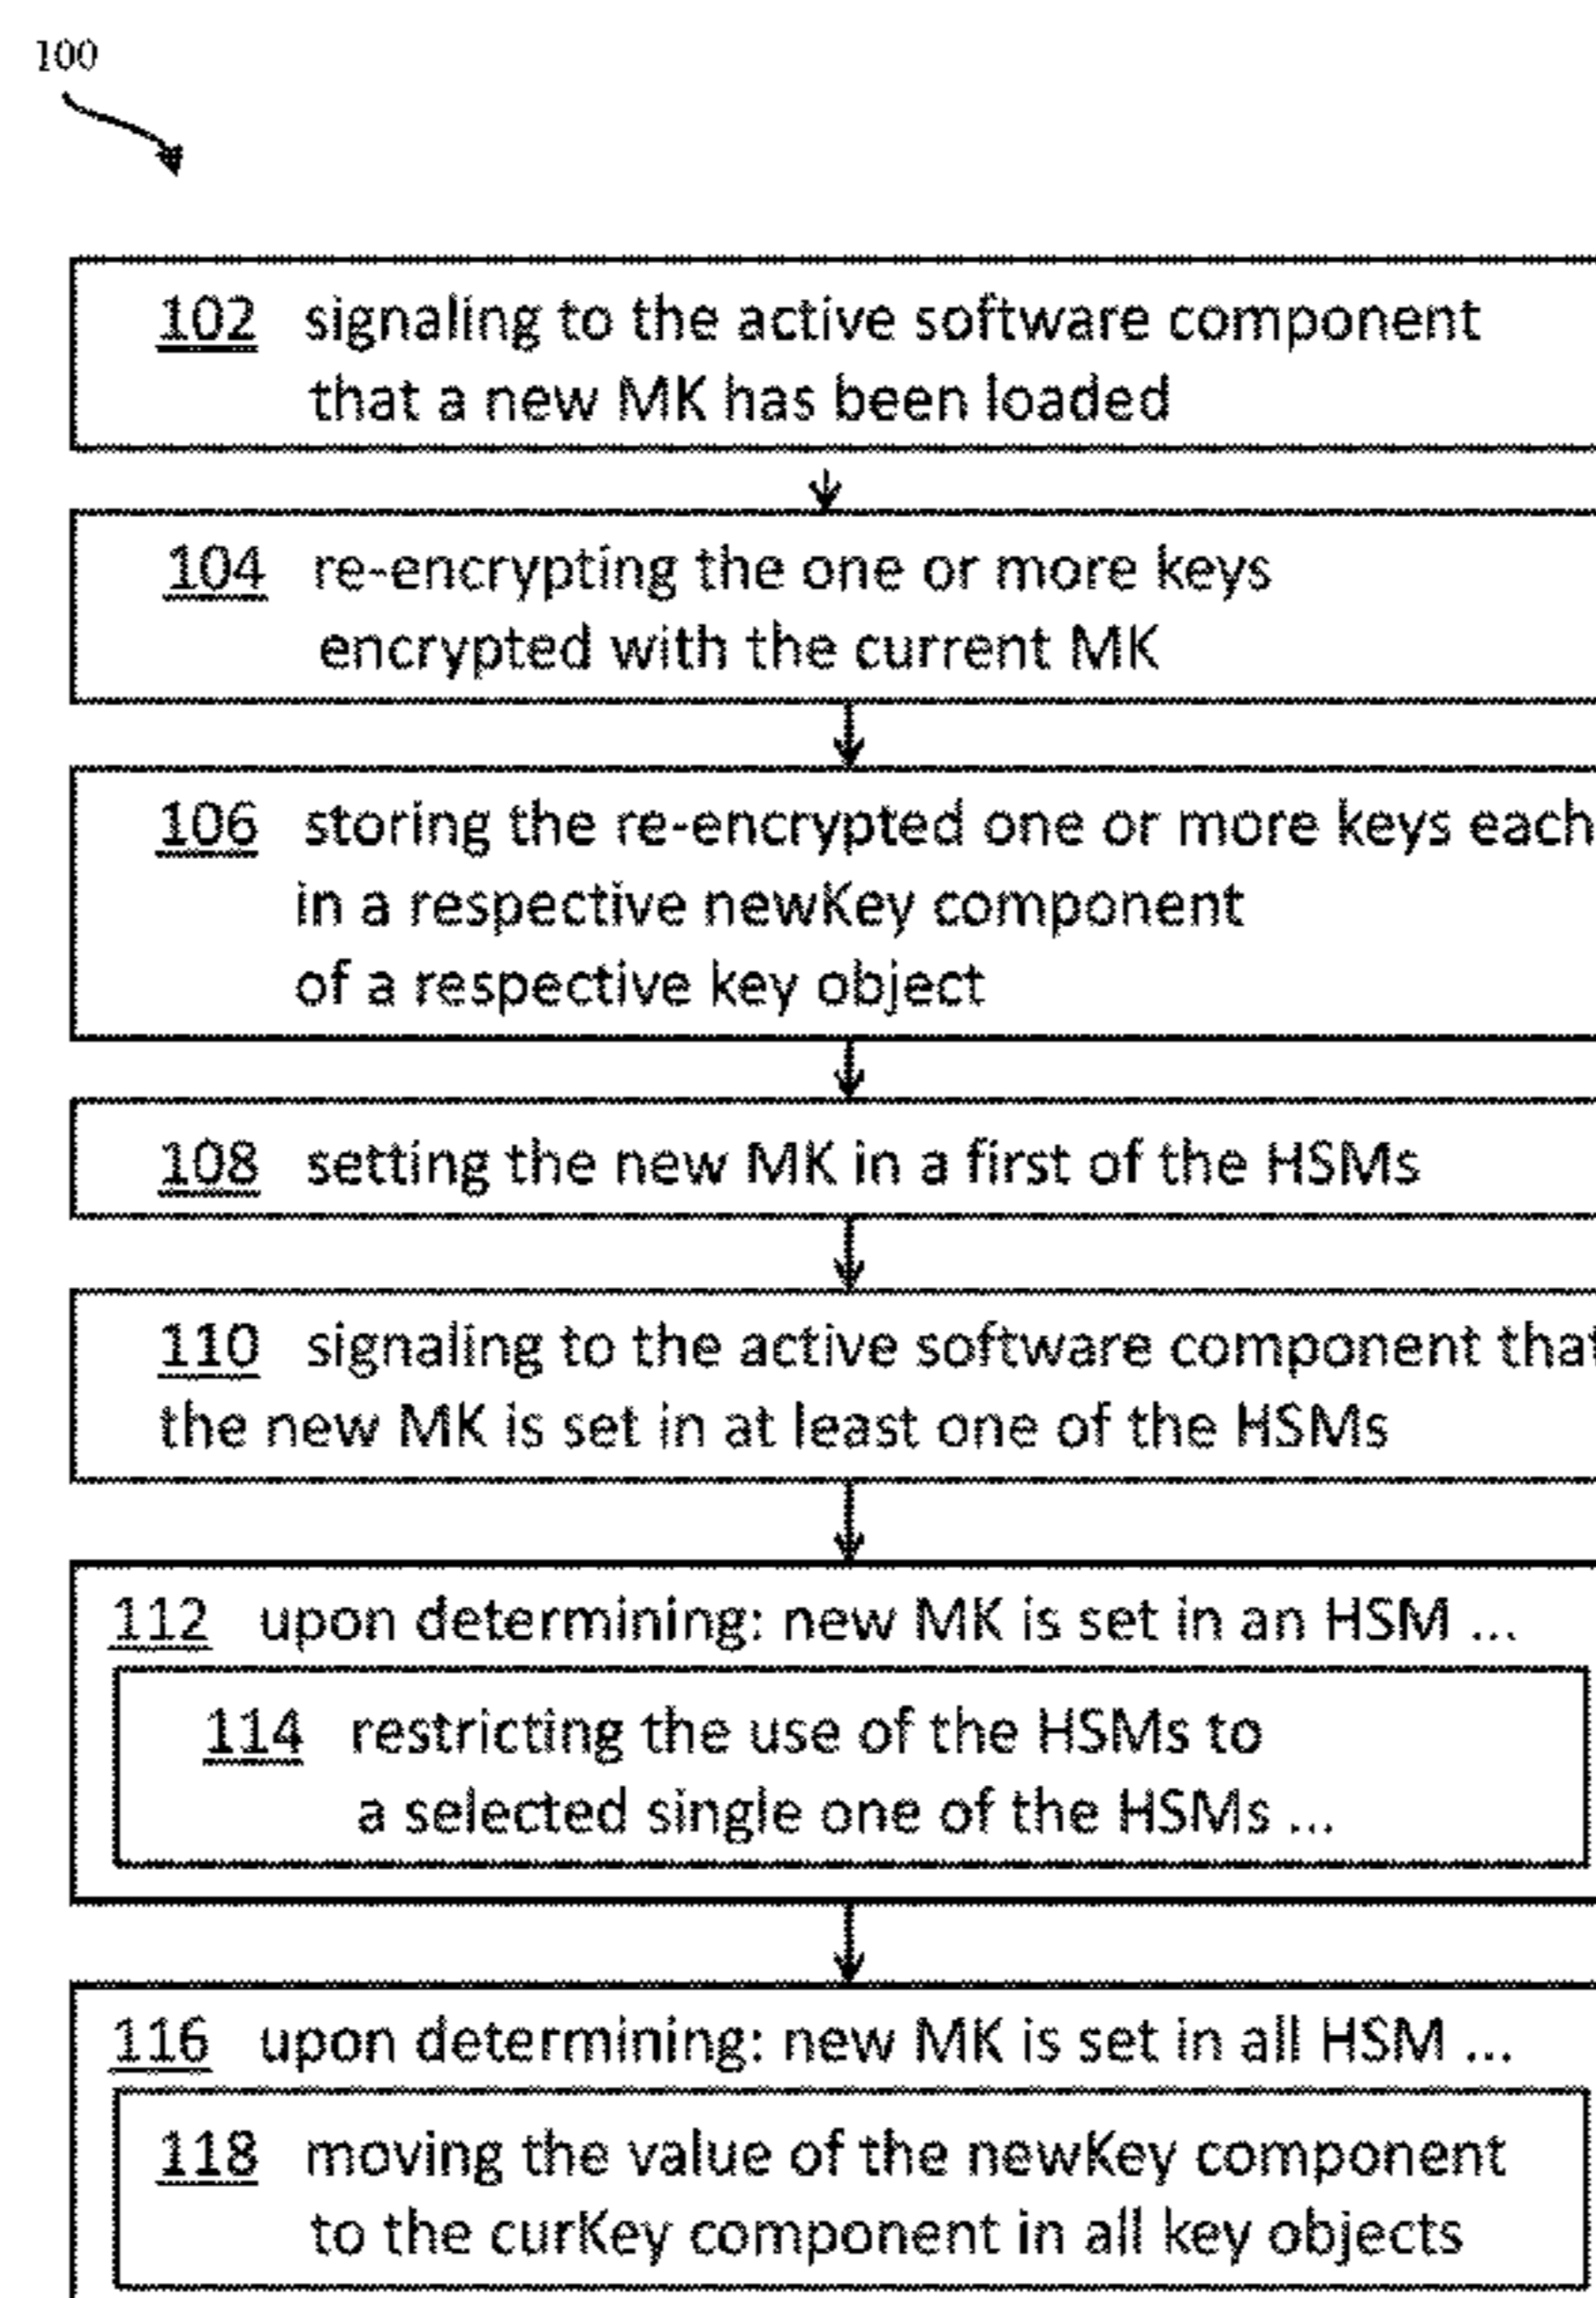 100
102 signaling to the active software component
that a new MK has been loaded
104 re-encrypting the one or more keys
encrypted with the current MK
106 storing the re-encrypted one or more keys each
in a respective newKey component
of a respective key object
108 setting the new MK in a first of the HSMs
110 signaling to the active software component that
the new MK is set in at least one of the HSMs
112 upon determining: new MK is set in an HSM ...
114 restricting the use of the HSMs to
a selected single one of the HSMs ...
116 upon determining: new MK is set in all HSM ...
118 moving the value of the newKey component
to the curKey component in all key objects